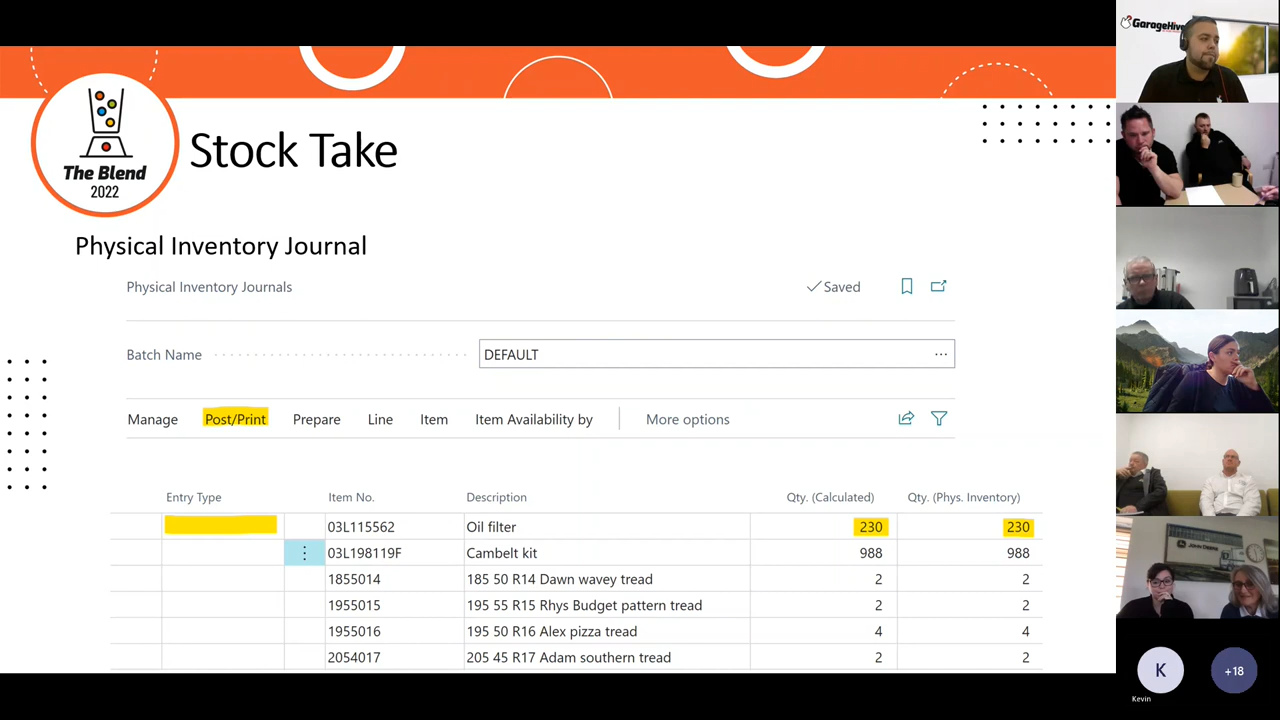 The Blend
2022
Stock Take
Physical Inventory Journal
Physical Inventory Journals
Saved
Batch Name
DEFAULT
Manage Post/Print Prepare Line Item Item Availability by More options
Entry Type Item No. Description Qty. (Calculated) Qty. (Phys. Inventory)
03L115562 Oil filter 230 230
03L198119F Cambelt kit 988 988
1855014 185 50 R14 Dawn wavey tread 2 2
1955015 195 55 R15 Rhys Budget pattern tread 2 2
1955016 195 50 R16 Alex pizza tread 4 4
2054017 205 45 R17 Adam southern tread 2 2
GarageHive
JOHN DEERE
K
Kevin
+18